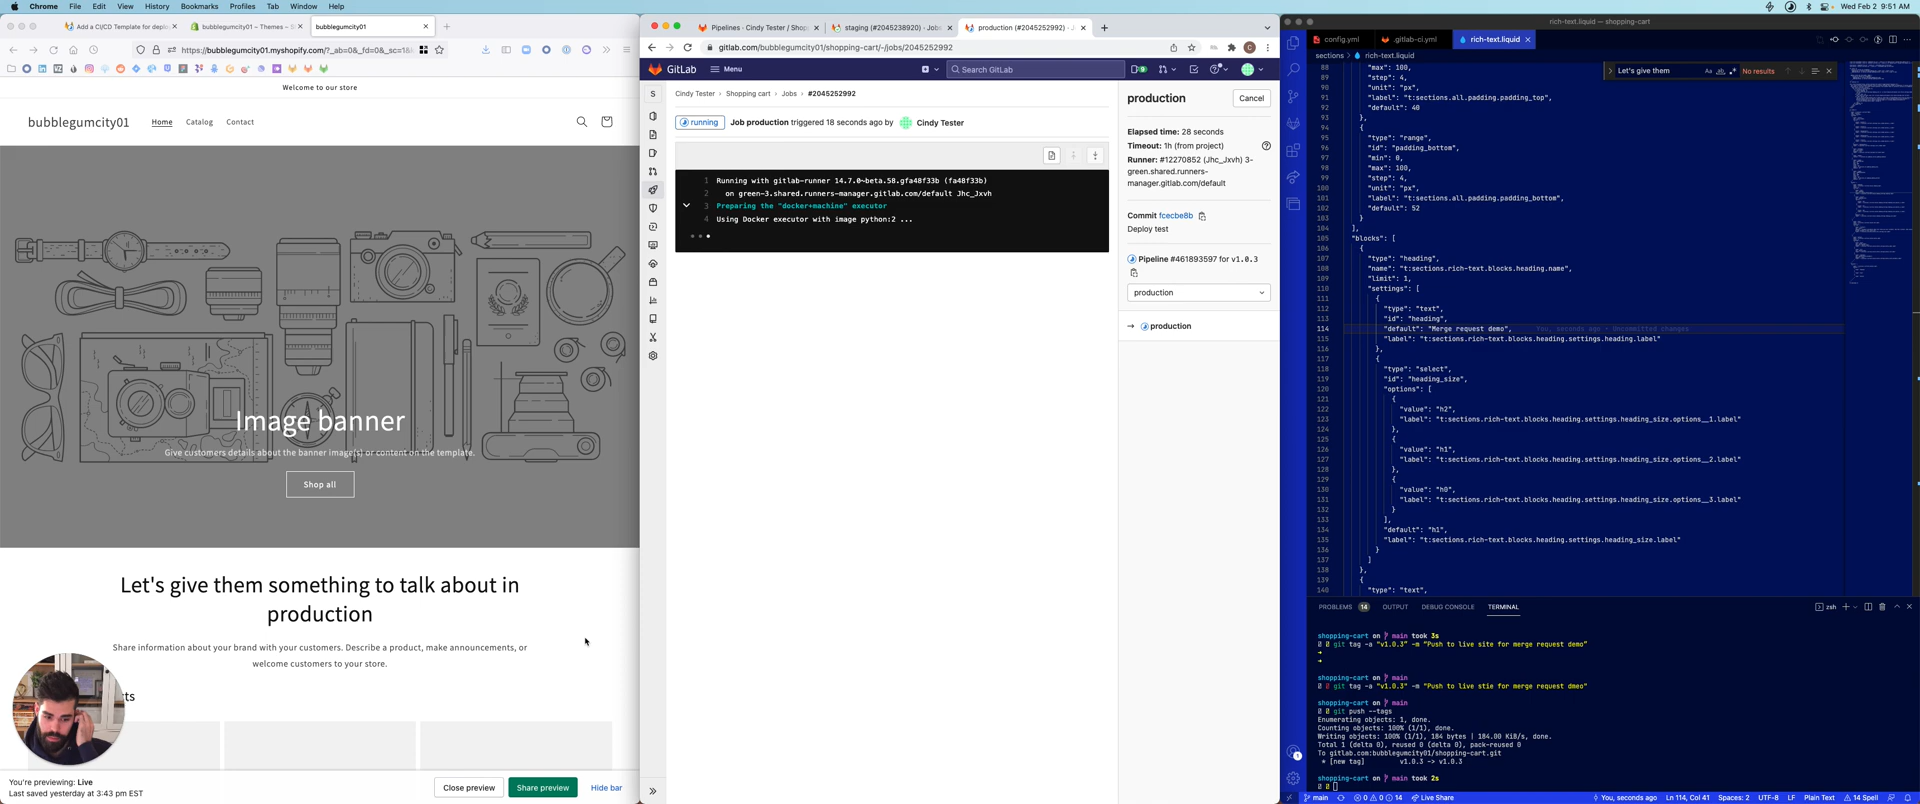 Chrome File Edit View History Bookmarks Profiles Tab Window Help
Wed Feb 2 9:51 AM
Add a CI/CD Template for deplo
bubblegumcity01 ~ Themes ~ S
bubblegumcity01
https://bubblegumcity01.myshopify.com/?_ab=0&_fd=0&_sc=1&
Welcome to our store
bubblegumcity01
Home Catalog Contact
Image banner
Give customers details about the banner image(s) or content on the template.
Shop all
Let's give them something to talk about in
production
Share information about your brand with your customers. Describe a product, make announcements, or
welcome customers to your store.
cts
You're previewing: Live
Last saved yesterday at 3:43 pm EST
Close preview
Share preview
Hide bar
Pipelines - Cindy Tester / Shop
staging (#2045238920) · Jobs
production (#2045252992) · J
gitlab.com/bubblegumcity01/shopping-cart/-/jobs/2045252992
GitLab
Menu
Search GitLab
S
Cindy Tester > Shopping cart > Jobs > #2045252992
running
Job production triggered 18 seconds ago by Cindy Tester
1 Running with gitlab-runner 14.7.0~beta.58.gfa48f33b (fa48f33b)
2 on green-3.shared.runners-manager.gitlab.com/default Jhc_Jxvh
3 Preparing the "docker+machine" executor
4 Using Docker executor with image python:2 ...
production
Cancel
Elapsed time: 28 seconds
Timeout: 1h (from project)
Runner: #12270852 (Jhc_Jxvh) 3-
green.shared.runners-
manager.gitlab.com/default
Commit fcecbe8b
Deploy test
Pipeline #461893597 for v1.0.3
production
→ production
rich-text.liquid — shopping-cart
config.yml
.gitlab-ci.yml
rich-text.liquid
sections > rich-text.liquid
Let's give them
No results
88 "max": 100,
89 "step": 4,
90 "unit": "px",
91 "label": "t:sections.all.padding.padding_top",
92 "default": 40
93 },
94 {
95 "type": "range",
96 "id": "padding_bottom",
97 "min": 0,
98 "max": 100,
99 "step": 4,
100 "unit": "px",
101 "label": "t:sections.all.padding.padding_bottom",
102 "default": 52
103 }
104 ],
105 "blocks": [
106 {
107 "type": "heading",
108 "name": "t:sections.rich-text.blocks.heading.name",
109 "limit": 1,
110 "settings": [
111 {
112 "type": "text",
113 "id": "heading",
114 "default": "Merge request demo", You, seconds ago • Uncommitted changes
115 "label": "t:sections.rich-text.blocks.heading.settings.heading.label"
116 },
117 {
118 "type": "select",
119 "id": "heading_size",
120 "options": [
121 {
122 "value": "h2",
123 "label": "t:sections.rich-text.blocks.heading.settings.heading_size.options__1.label"
124 },
125 {
126 "value": "h1",
127 "label": "t:sections.rich-text.blocks.heading.settings.heading_size.options__2.label"
128 },
129 {
130 "value": "h0",
131 "label": "t:sections.rich-text.blocks.heading.settings.heading_size.options__3.label"
132 }
133 ],
134 "default": "h1",
135 "label": "t:sections.rich-text.blocks.heading.settings.heading_size.label"
136 }
137 ]
138 },
139 {
140 "type": "text",
PROBLEMS 14 OUTPUT DEBUG CONSOLE TERMINAL
zsh
shopping-cart on main took 3s
git tag -a "v1.0.3" -m "Push to live site for merge request demo"
shopping-cart on main
git tag -a "v1.0.3" -m "Push to live stie for merge request dmeo"
shopping-cart on main
git push --tags
Enumerating objects: 1, done.
Counting objects: 100% (1/1), done.
Writing objects: 100% (1/1), 184 bytes | 184.00 KiB/s, done.
Total 1 (delta 0), reused 0 (delta 0), pack-reused 0
To gitlab.com:bubblegumcity01/shopping-cart.git
* [new tag] v1.0.3 -> v1.0.3
shopping-cart on main took 2s
main 0 0 14 Live Share
You, seconds ago Ln 114, Col 41 Spaces: 2 UTF-8 LF Plain Text 14 Spell